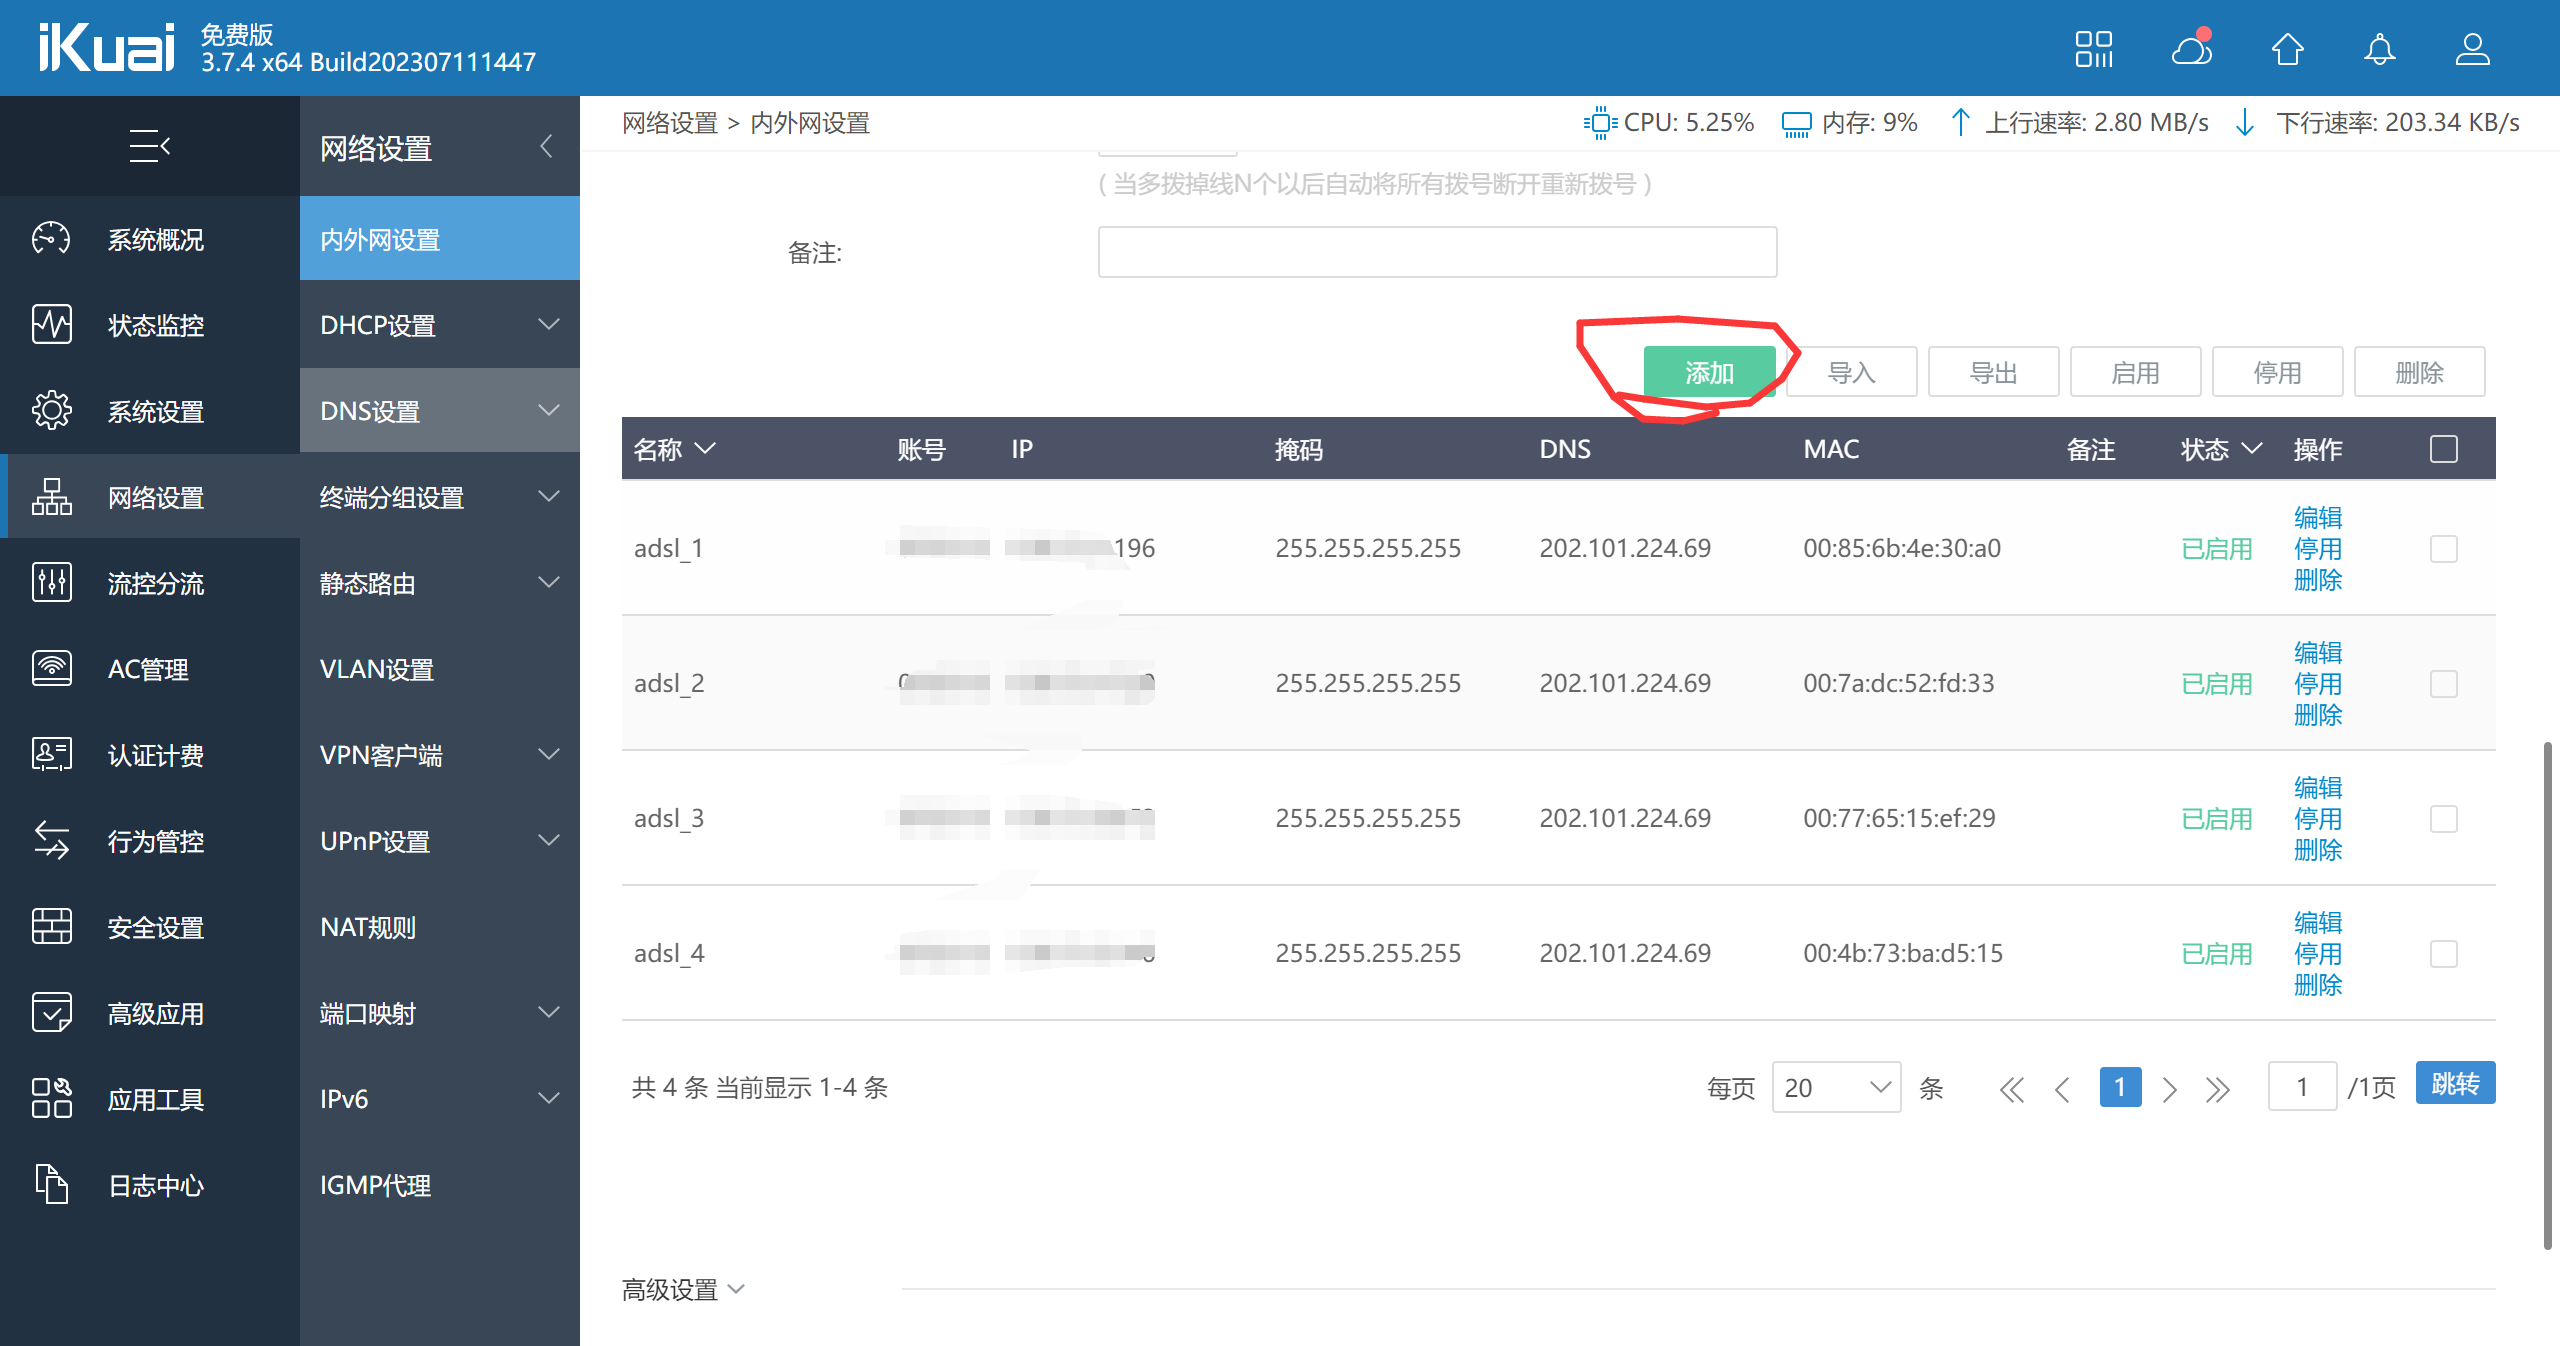 iKuai
免费版
3.7.4 x64 Build202307111447
网络设置 > 内外网设置
CPU: 5.25%
内存: 9%
上行速率: 2.80 MB/s
下行速率: 203.34 KB/s
系统概况
状态监控
系统设置
网络设置
流控分流
AC管理
认证计费
行为管控
安全设置
高级应用
应用工具
日志中心
网络设置
内外网设置
DHCP设置
DNS设置
终端分组设置
静态路由
VLAN设置
VPN客户端
UPnP设置
NAT规则
端口映射
IPv6
IGMP代理
( 当多拨掉线N个以后自动将所有拨号断开重新拨号 )
备注:
添加 导入 导出 启用 停用 删除
名称 账号 IP 掩码 DNS MAC 备注 状态 操作
adsl_1 196 255.255.255.255 202.101.224.69 00:85:6b:4e:30:a0 已启用 编辑
停用
删除
adsl_2 255.255.255.255 202.101.224.69 00:7a:dc:52:fd:33 已启用 编辑
停用
删除
adsl_3 255.255.255.255 202.101.224.69 00:77:65:15:ef:29 已启用 编辑
停用
删除
adsl_4 255.255.255.255 202.101.224.69 00:4b:73:ba:d5:15 已启用 编辑
停用
删除
共 4 条 当前显示 1-4 条
每页 20 条 1 1 /1页 跳转
高级设置